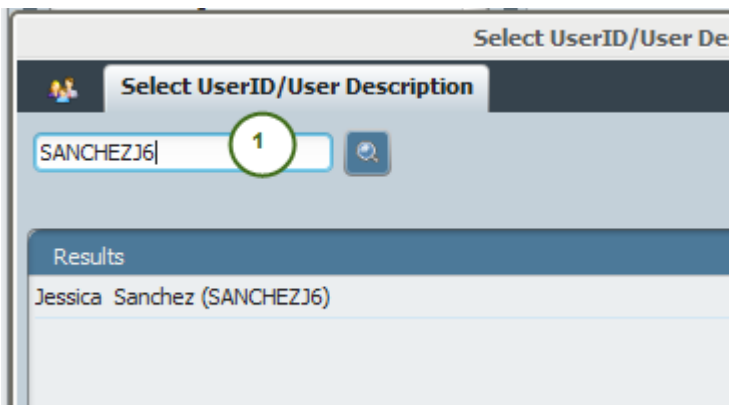 Select UserID/User De
Select UserID/User Description
SANCHEZJ6
1
Results
Jessica Sanchez (SANCHEZJ6)